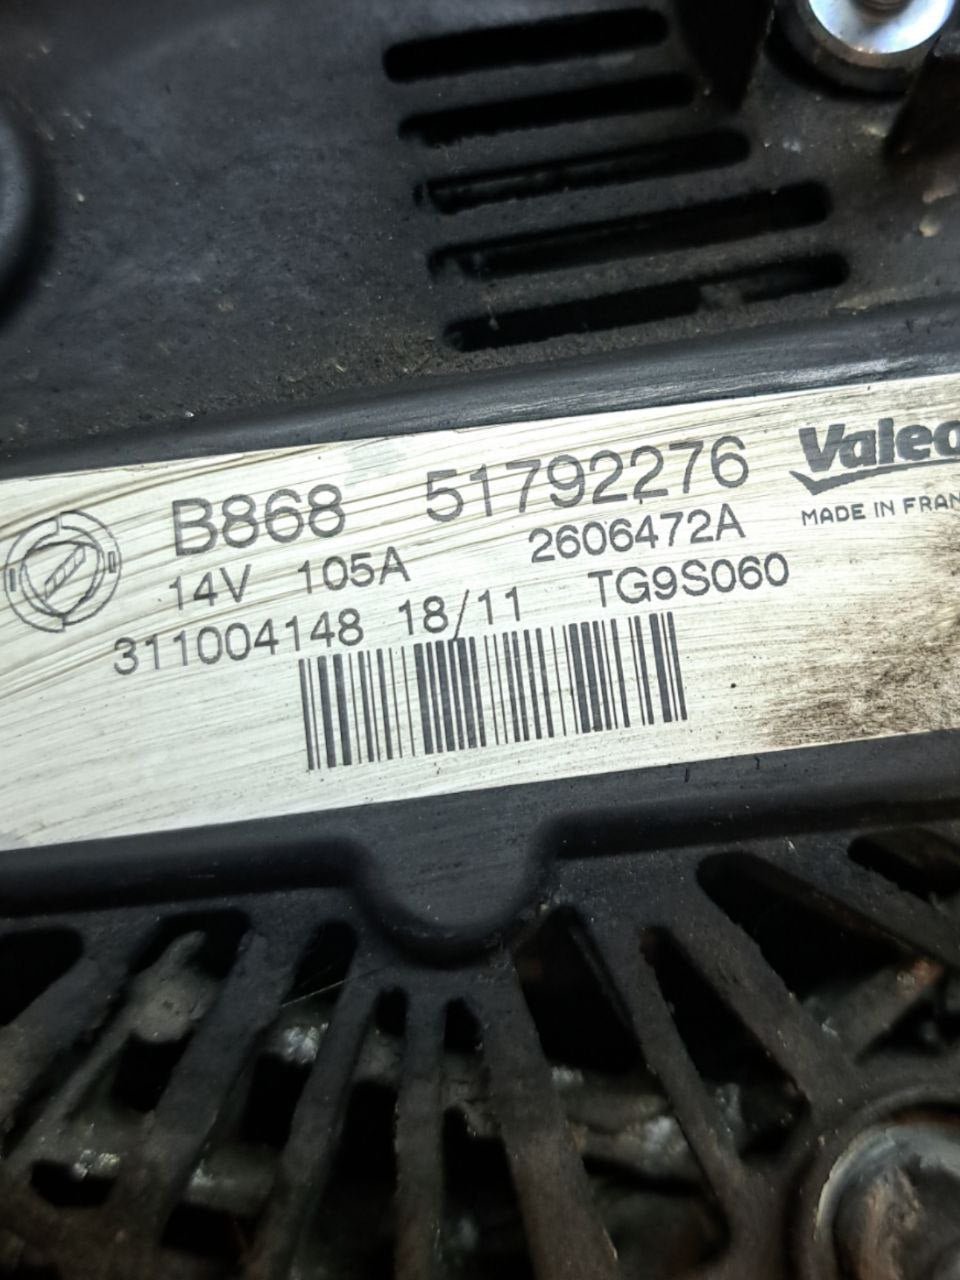 B868 51792276 Valeo
14V 105A 2606472A MADE IN FRAN
311004148 18/11 TG9S060